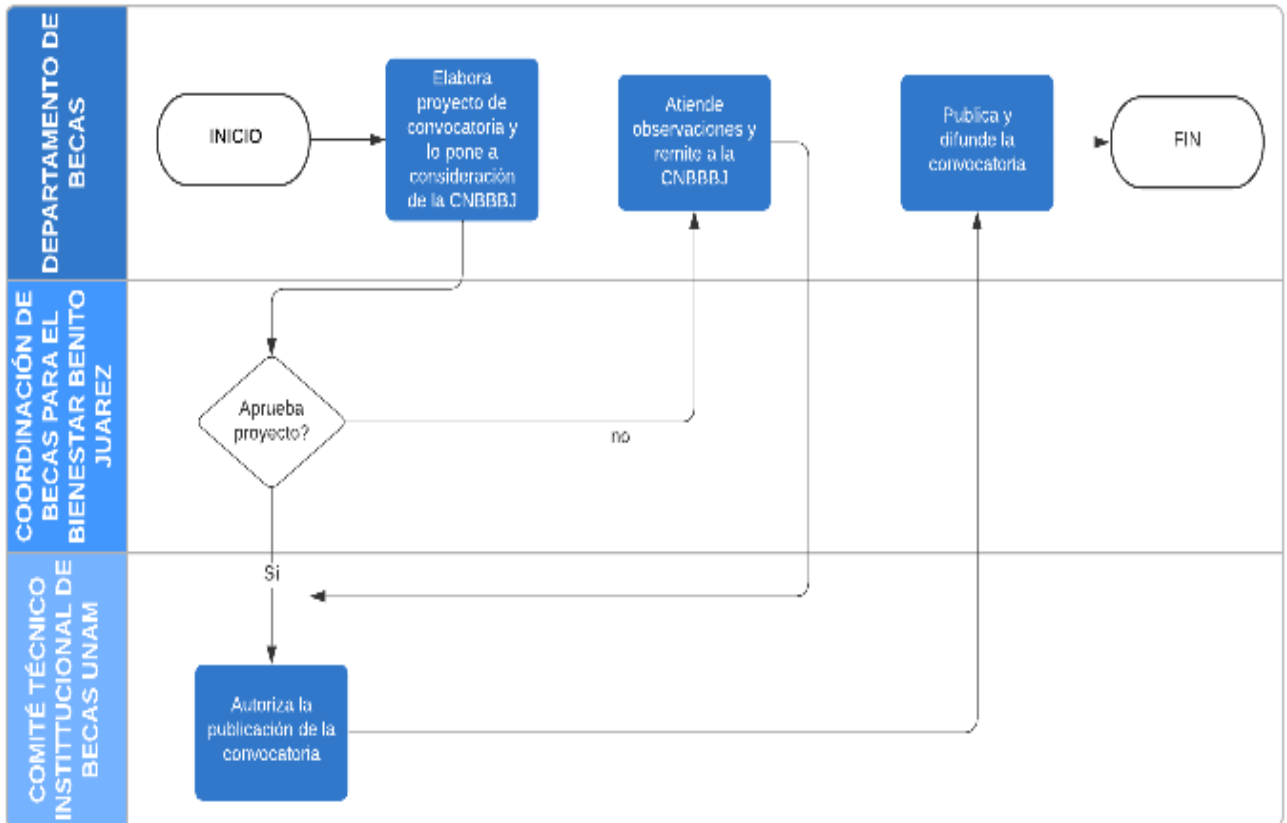 DEPARTAMENTO DE
BECAS
INICIO
Elabora
proyecto de
convocatoria y
lo pone a
consideración
de la CNBBBJ
Atiende
observaciones y
remite a la
CNBBBJ
Publica y
difunde la
convocatoria
FIN
COORDINACIÓN DE
BECAS PARA EL
BIENESTAR BENITO
JUAREZ
Aprueba
proyecto?
no
Si
COMITÉ TÉCNICO
INSTITUCIONAL DE
BECAS UNAM
Autoriza la
publicación de la
convocatoria